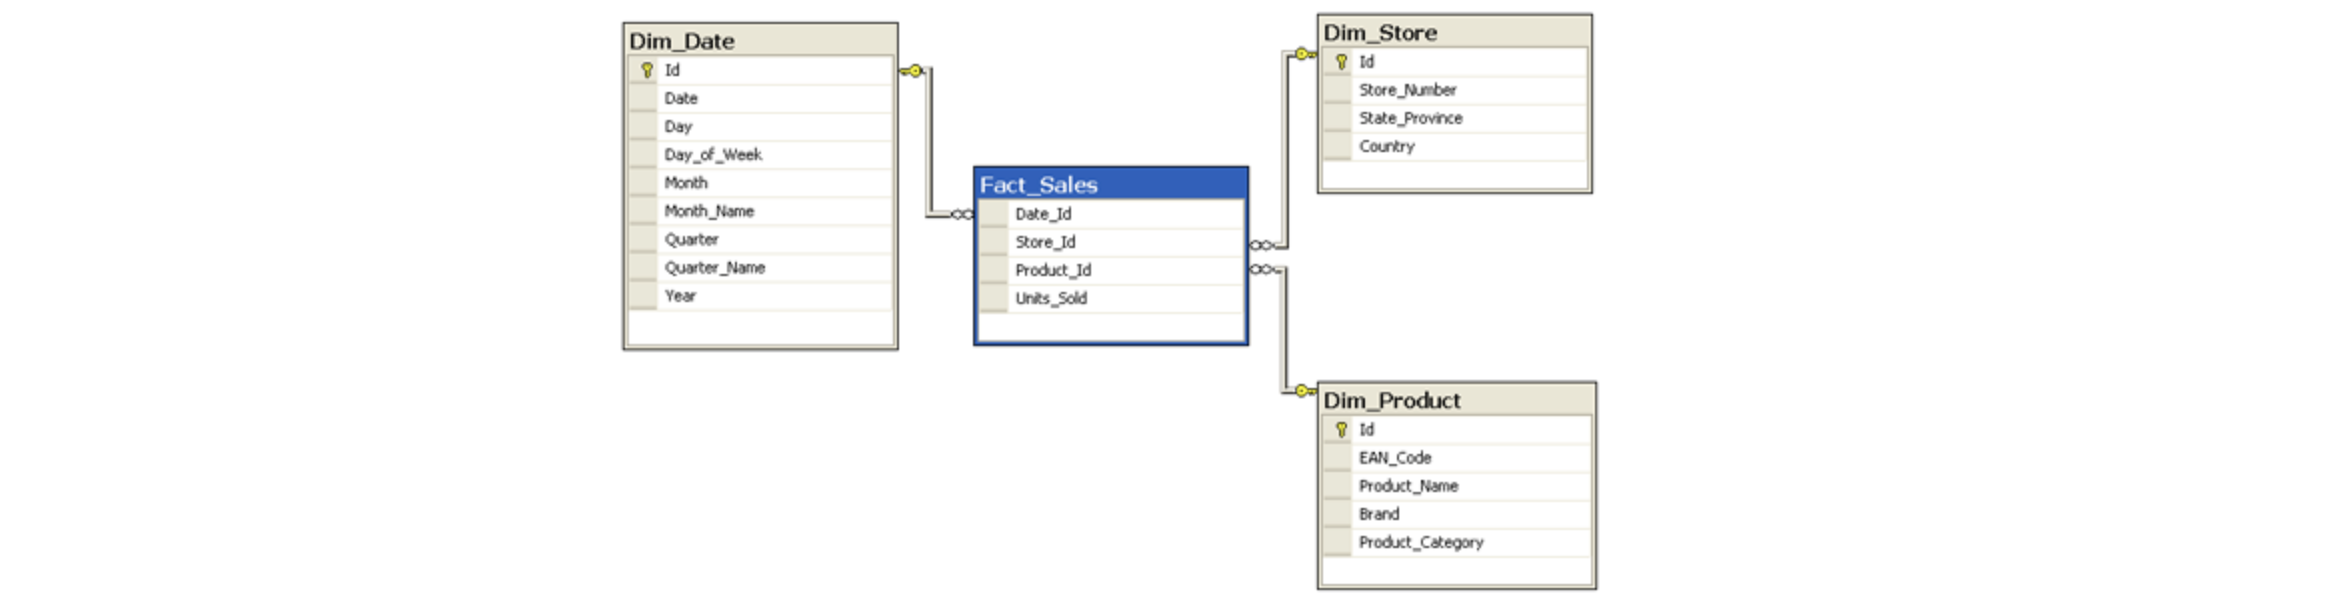 Dim_Date
Id
Date
Day
Day_of_Week
Month
Month_Name
Quarter
Quarter_Name
Year
Fact_Sales
Date_Id
Store_Id
Product_Id
Units_Sold
Dim_Store
Id
Store_Number
State_Province
Country
Dim_Product
Id
EAN_Code
Product_Name
Brand
Product_Category